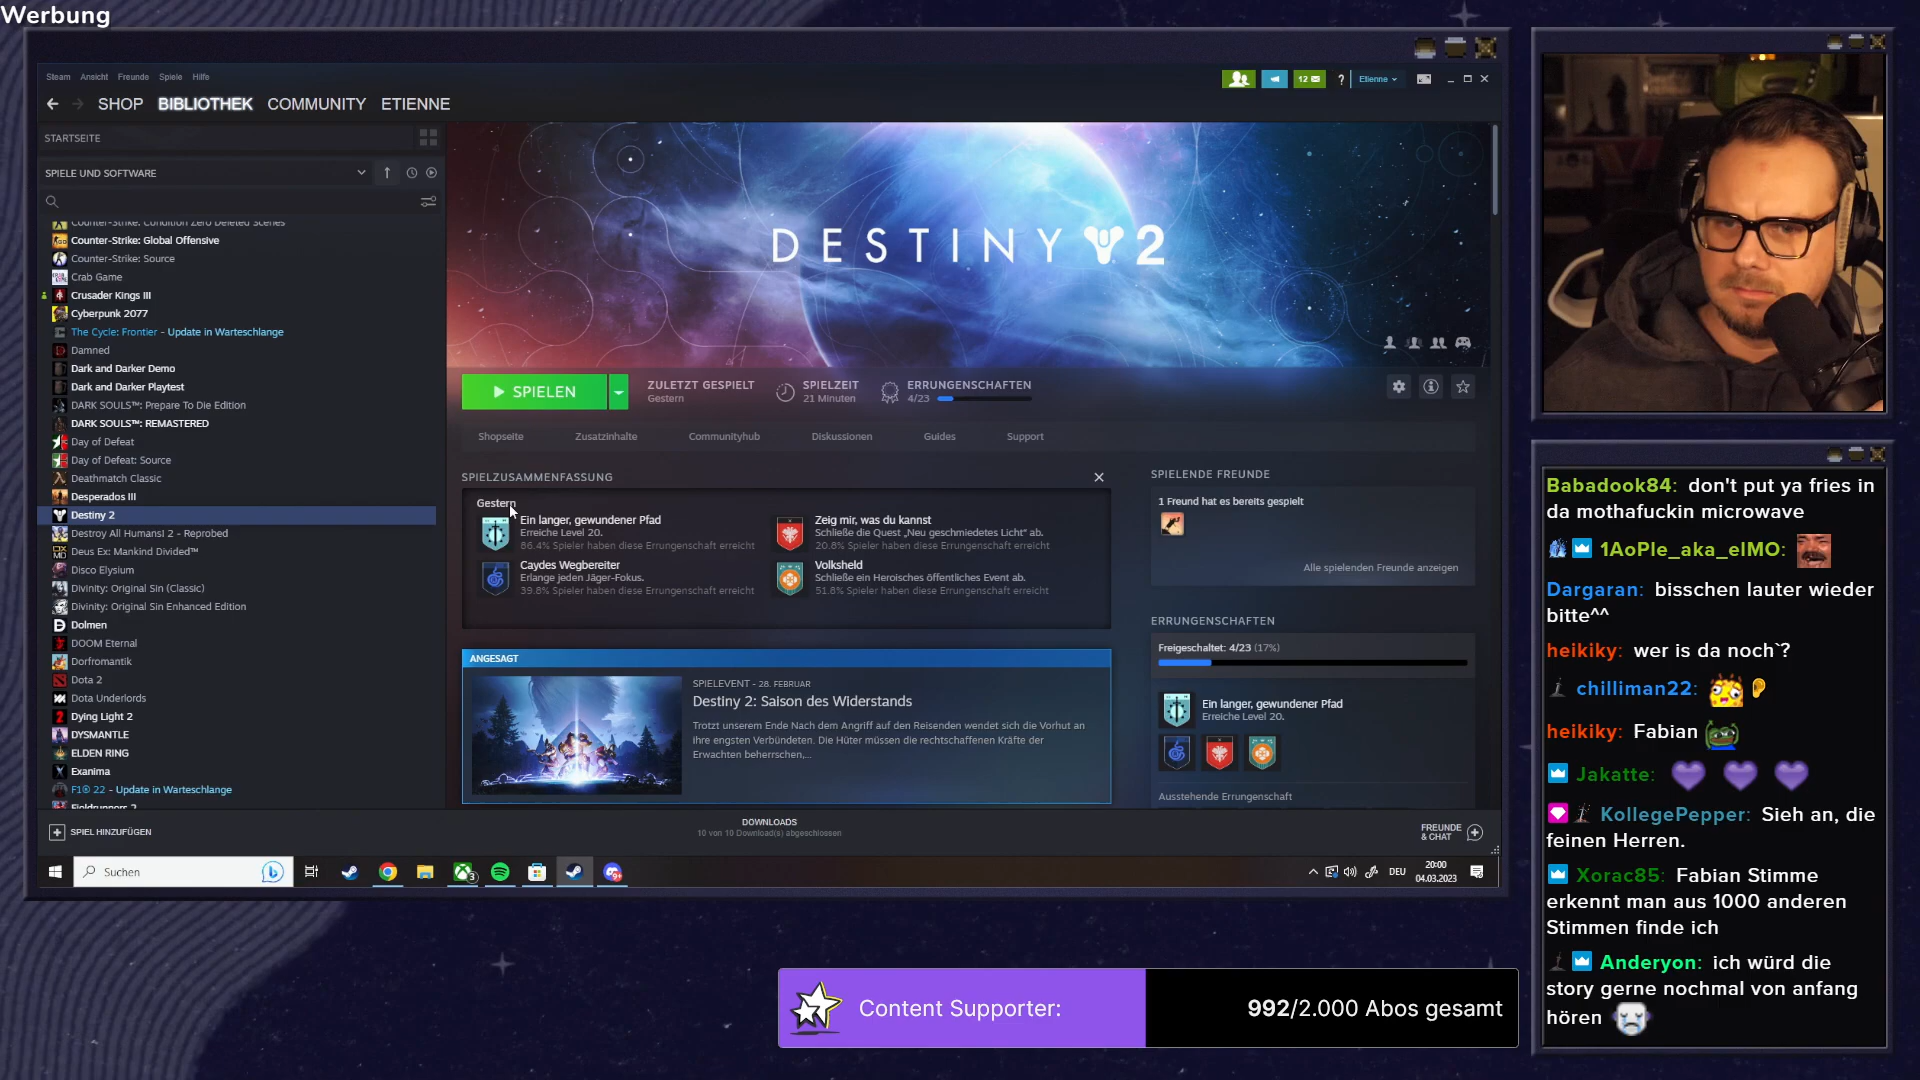 Werbung
Steam Ansicht Freunde Spiele Hilfe
12 ? Etienne
SHOP BIBLIOTHEK COMMUNITY ETIENNE
STARTSEITE
SPIELE UND SOFTWARE
Counter-Strike: Condition Zero Deleted Scenes
Counter-Strike: Global Offensive
Counter-Strike: Source
Crab Game
Crusader Kings III
Cyberpunk 2077
The Cycle: Frontier - Update in Warteschlange
Damned
Dark and Darker Demo
Dark and Darker Playtest
DARK SOULS™: Prepare To Die Edition
DARK SOULS™: REMASTERED
Day of Defeat
Day of Defeat: Source
Deathmatch Classic
Desperados III
Destiny 2
Destroy All Humans! 2 - Reprobed
Deus Ex: Mankind Divided™
Disco Elysium
Divinity: Original Sin (Classic)
Divinity: Original Sin Enhanced Edition
Dolmen
DOOM Eternal
Dorfromantik
Dota 2
Dota Underlords
Dying Light 2
DYSMANTLE
ELDEN RING
Exanima
F1® 22 - Update in Warteschlange
Fieldrunners 2
DESTINY 2
SPIELEN
ZULETZT GESPIELT
Gestern
SPIELZEIT
21 Minuten
ERRUNGENSCHAFTEN
4/23
Shopseite Zusatzinhalte Communityhub Diskussionen Guides Support
SPIELZUSAMMENFASSUNG
Gestern
Ein langer, gewundener Pfad
Erreiche Level 20.
86.4% Spieler haben diese Errungenschaft erreicht
Zeig mir, was du kannst
Schließe die Quest „Neu geschmiedetes Licht" ab.
20.8% Spieler haben diese Errungenschaft erreicht
Caydes Wegbereiter
Erlange jeden Jäger-Fokus.
39.8% Spieler haben diese Errungenschaft erreicht
Volksheld
Schließe ein Heroisches öffentliches Event ab.
51.8% Spieler haben diese Errungenschaft erreicht
ANGESAGT
SPIELEVENT - 28. FEBRUAR
Destiny 2: Saison des Widerstands
Trotzt unserem Ende Nach dem Angriff auf den Reisenden wendet sich die Vorhut an
ihre engsten Verbündeten. Die Hüter müssen die rechtschaffenen Kräfte der
Erwachten beherrschen,...
SPIELENDE FREUNDE
1 Freund hat es bereits gespielt
Alle spielenden Freunde anzeigen
ERRUNGENSCHAFTEN
Freigeschaltet: 4/23 (17%)
Ein langer, gewundener Pfad
Erreiche Level 20.
Ausstehende Errungenschaft
SPIEL HINZUFÜGEN
DOWNLOADS
10 von 10 Download(s) abgeschlossen
FREUNDE
& CHAT
Suchen
3
9+
DEU
20:00
04.03.2023
Babadook84: don't put ya fries in
da mothafuckin microwave
1AoPle_aka_elMO:
Dargaran: bisschen lauter wieder
bitte^^
heikiky: wer is da noch`?
chilliman22:
heikiky: Fabian
Jakatte:
KollegePepper: Sieh an, die
feinen Herren.
Xorac85: Fabian Stimme
erkennt man aus 1000 anderen
Stimmen finde ich
Anderyon: ich würd die
story gerne nochmal von anfang
hören
Content Supporter:
992/2.000 Abos gesamt